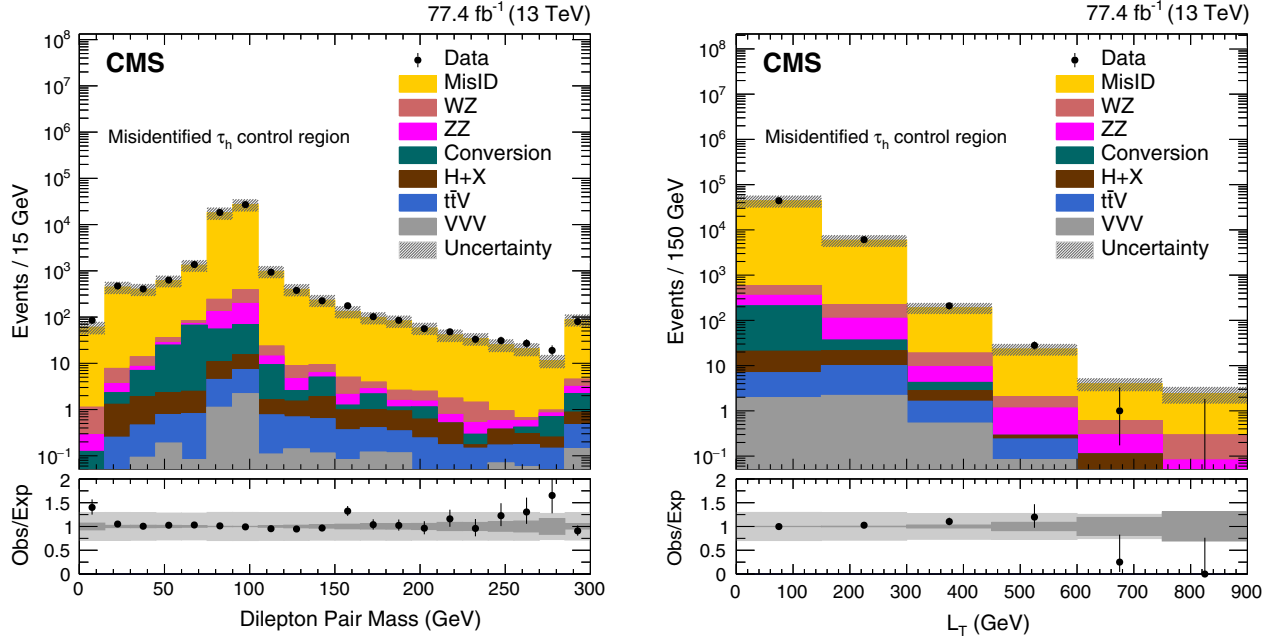 77.4 fb⁻¹ (13 TeV)
CMS
Misidentified τh control region
Data
MisID
WZ
ZZ
Conversion
H+X
tt̄V
VVV
Uncertainty
Events / 15 GeV
10⁸
10⁷
10⁶
10⁵
10⁴
10³
10²
10
1
10⁻¹
Obs/Exp
2
1.5
1
0.5
0
0 50 100 150 200 250 300
Dilepton Pair Mass (GeV)
77.4 fb⁻¹ (13 TeV)
CMS
Misidentified τh control region
Data
MisID
WZ
ZZ
Conversion
H+X
tt̄V
VVV
Uncertainty
Events / 150 GeV
10⁸
10⁷
10⁶
10⁵
10⁴
10³
10²
10
1
10⁻¹
Obs/Exp
2
1.5
1
0.5
0
0 100 200 300 400 500 600 700 800 900
LT (GeV)